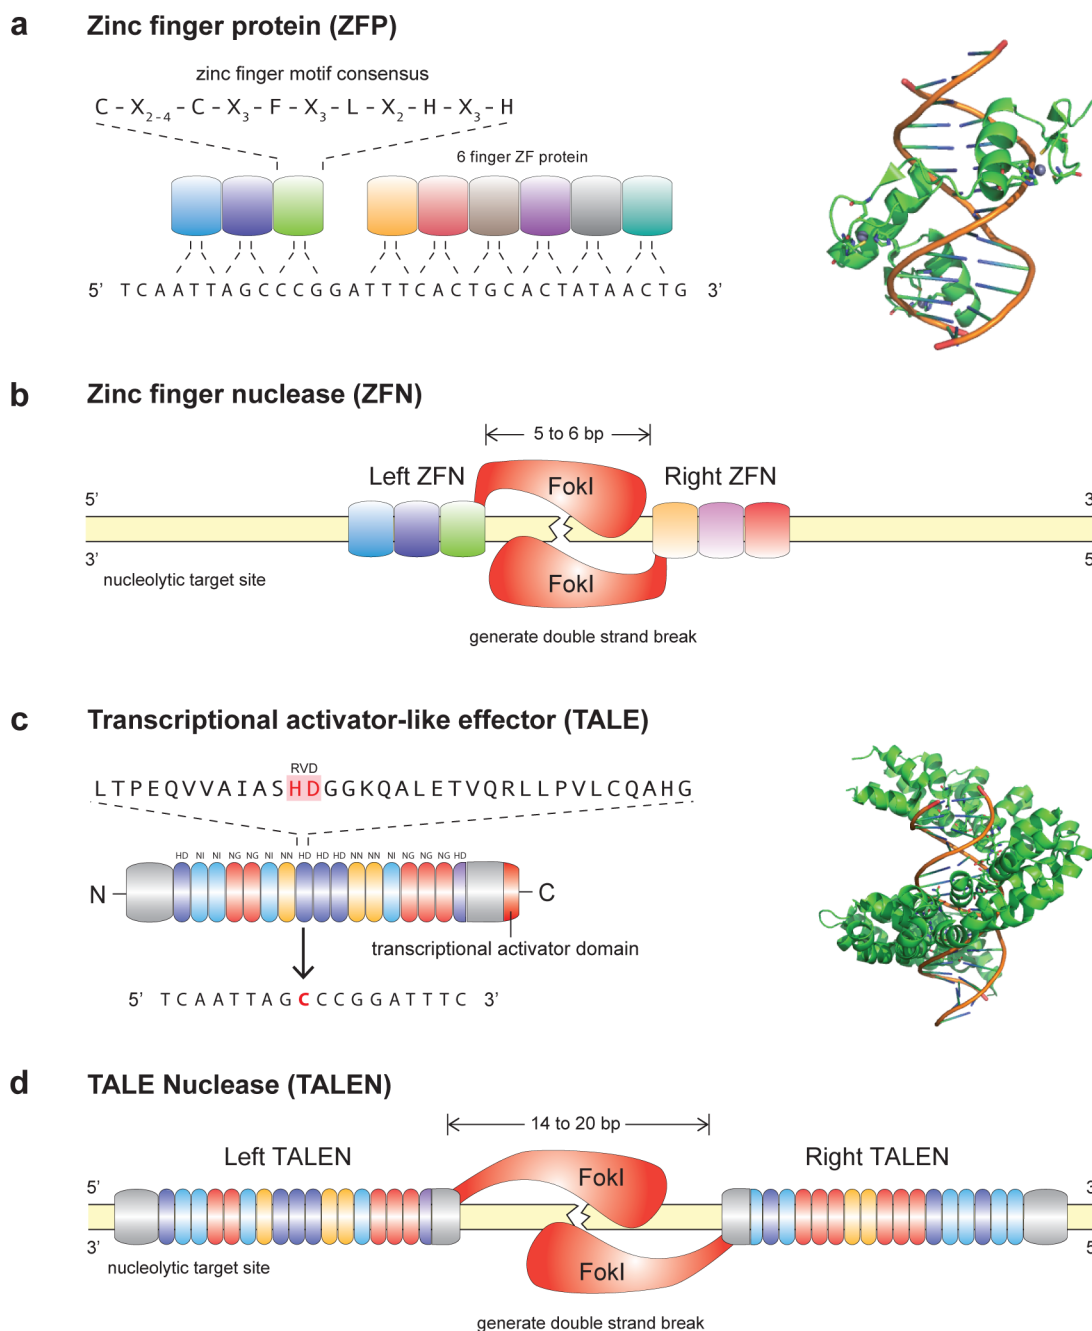 a Zinc finger protein (ZFP)
zinc finger motif consensus
C – X2–4 – C – X3 – F – X3 – L – X2 – H – X3 – H
6 finger ZF protein
5’ T C A A T T A G C C C G G A T T T C A C T G C A C T A T A A C T G 3’
b Zinc finger nuclease (ZFN)
5 to 6 bp
Left ZFN FokI Right ZFN
5’ 3
3’ 5
nucleolytic target site
FokI
generate double strand break
c Transcriptional activator-like effector (TALE)
RVD
L T P E Q V V A I A S H D G G K Q A L E T V Q R L L P V L C Q A H G
HD NI NI NG NG NI NN HD HD HD NN NN NI NG NG NG HD
N C
transcriptional activator domain
5’ T C A A T T A G C C C G G A T T T C 3’
d TALE Nuclease (TALEN)
14 to 20 bp
Left TALEN FokI Right TALEN
5’ 3
3’ 5
nucleolytic target site
FokI
generate double strand break